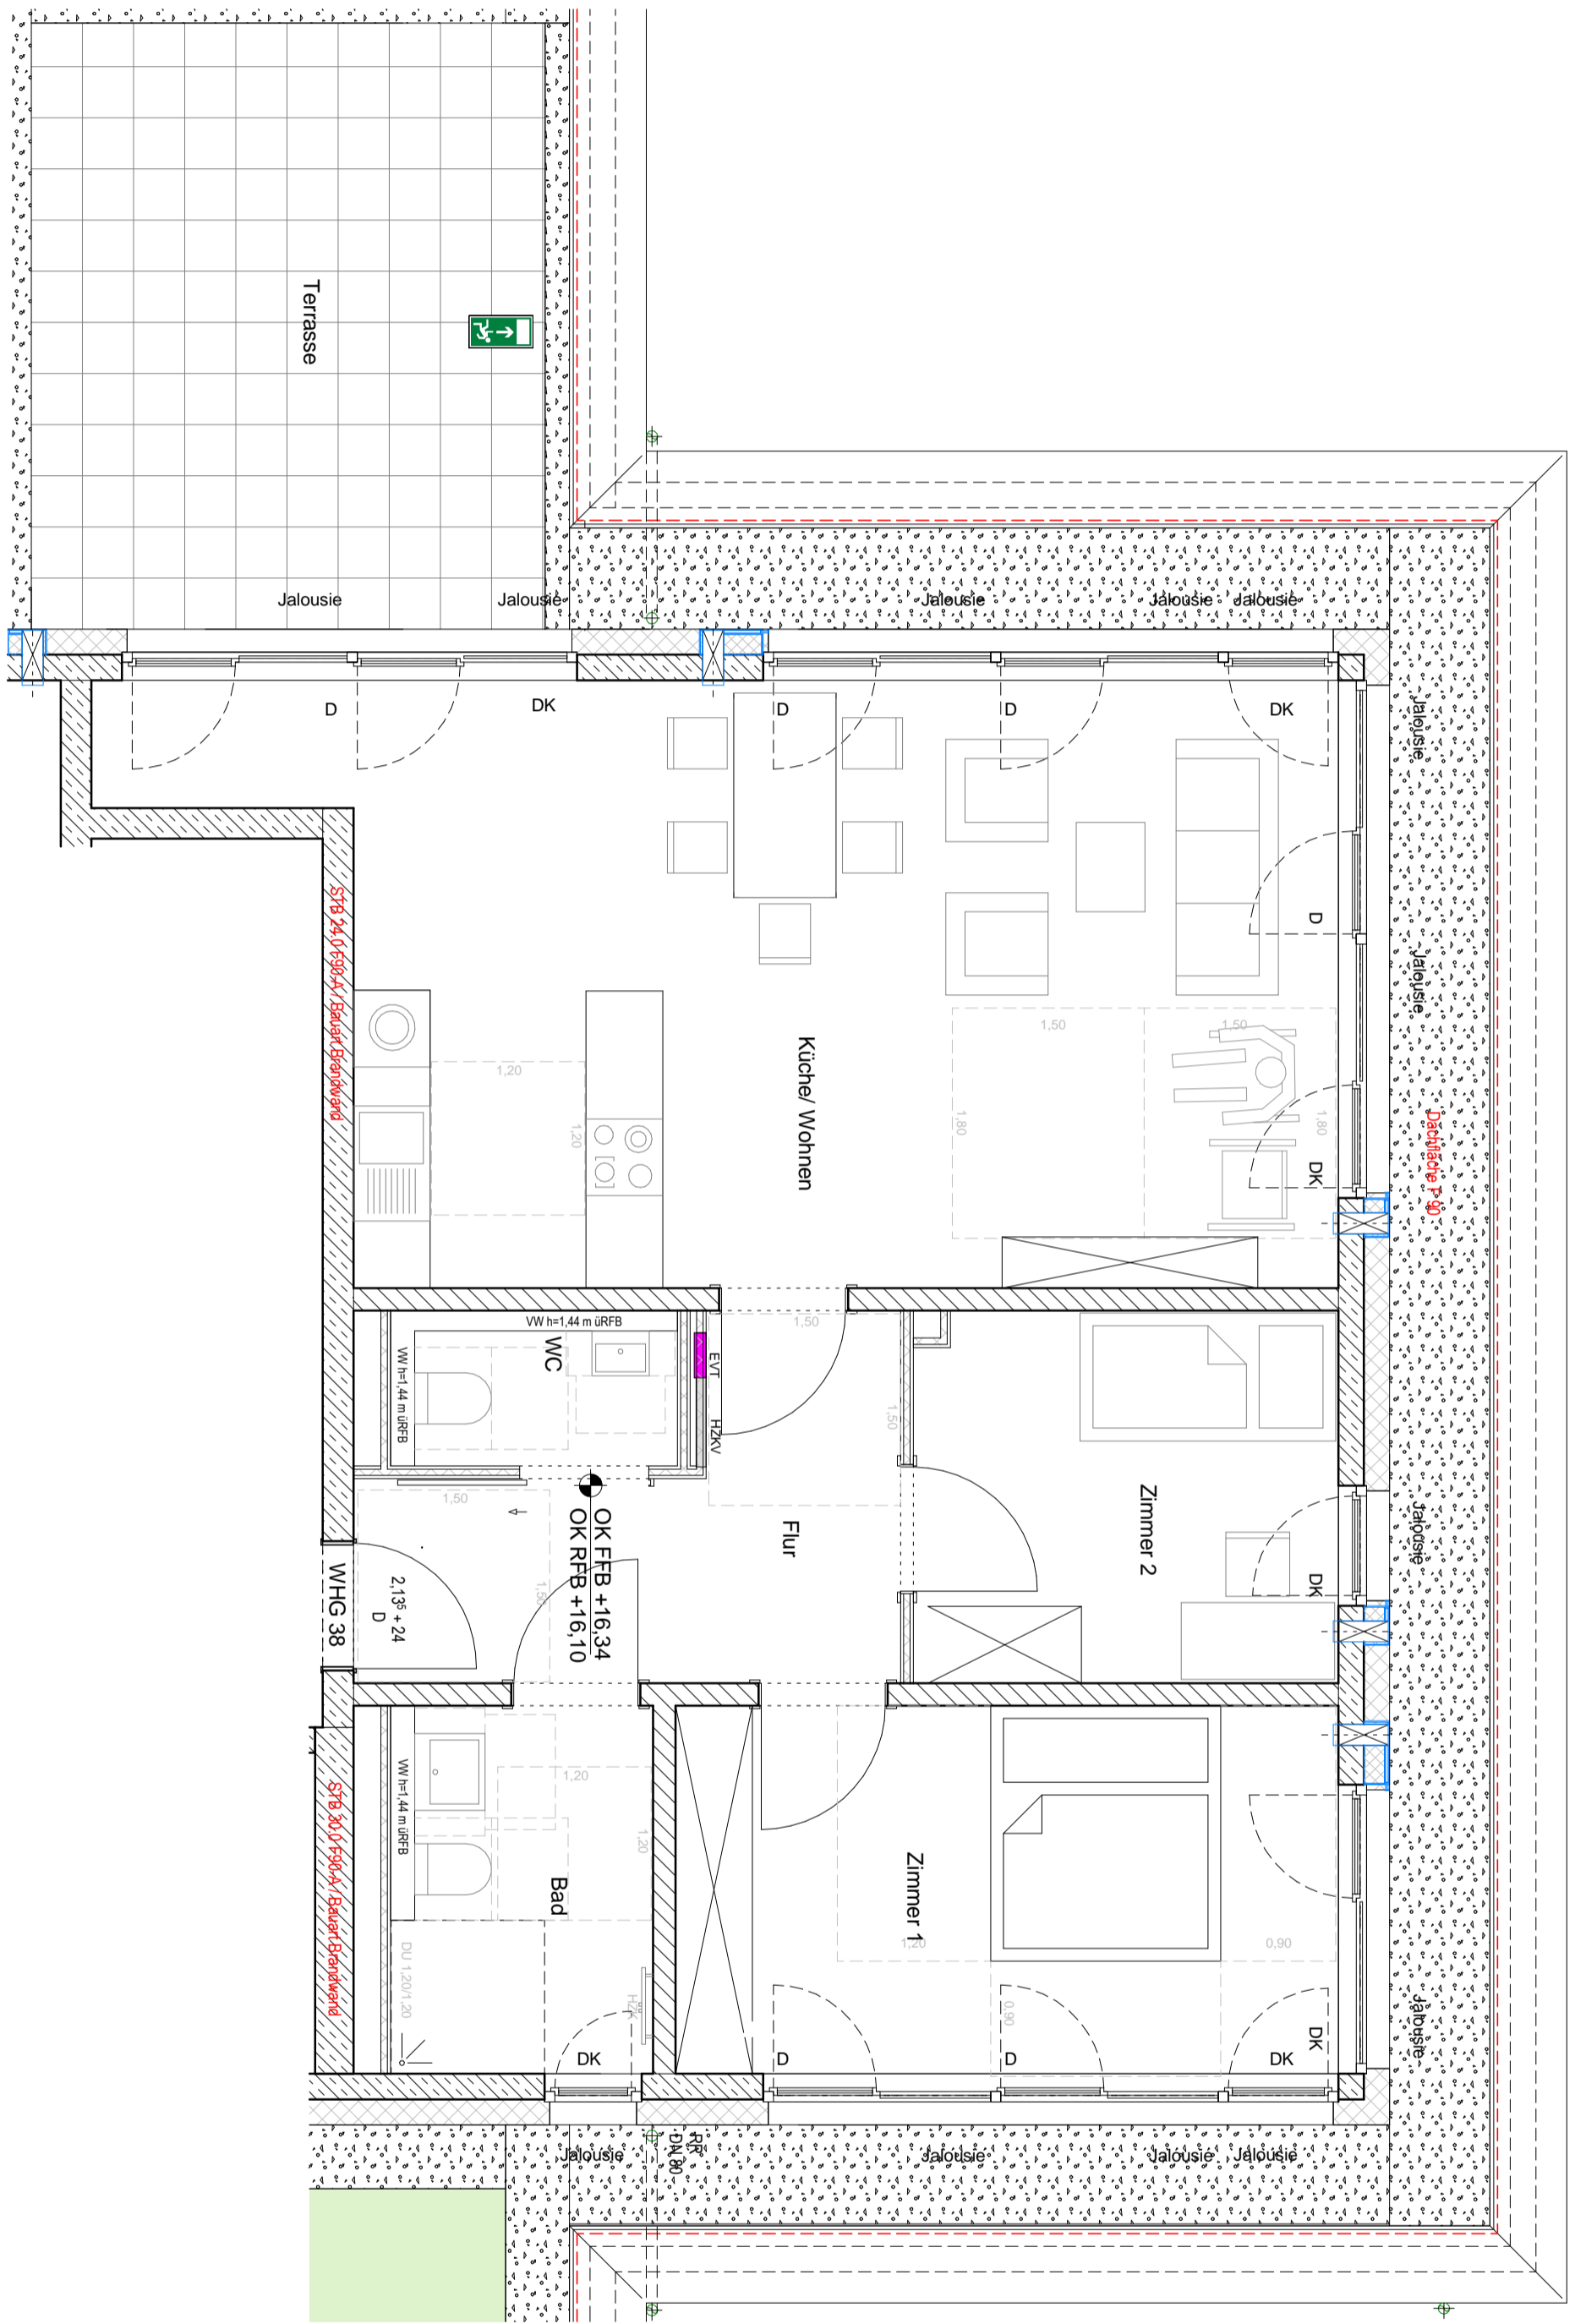 Terrasse
Jalousie
Jalousie
Jalousie
Jalousie
Jalousie
D
DK
D
D
DK
Jalousie
D
Jalousie
STB 24.0 F90-A / Bauart Brandwand
1,20
1,20
Küche/ Wohnen
1,50
1,50
1,80
1,80
DK
Dachfläche F 90
VW h=1,44 m üRFB
VW h=1,44 m üRFB
WC
EVT
HZKV
1,50
1,50
1,50
1,50
OK FFB +16,34
OK RFB +16,10
Flur
Zimmer 2
DK
Jalousie
WHG 38
2,13⁵ + 24
D
VW h=1,44 m üRFB
STB 30.0 F90-A / Bauart Brandwand
1,20
1,20
Bad
DU 1,20/1,20
HZK
DK
Zimmer 1
1,20
0,90
0,90
D
D
DK
DK
Jalousie
Jalousie
RR
DN 80
Jalousie
Jalousie
Jalousie